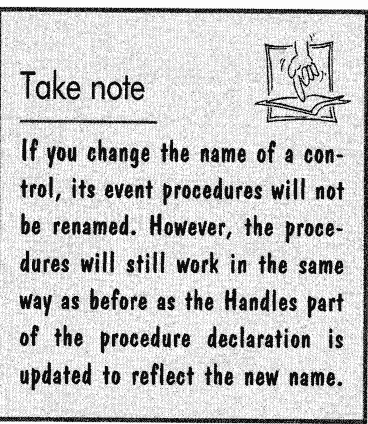 Take note
If you change the name of a con-
trol, its event procedures will not
be renamed. However, the proce-
dures will still work in the same
way as before as the Handles part
of the procedure declaration is
updated to reflect the new name.